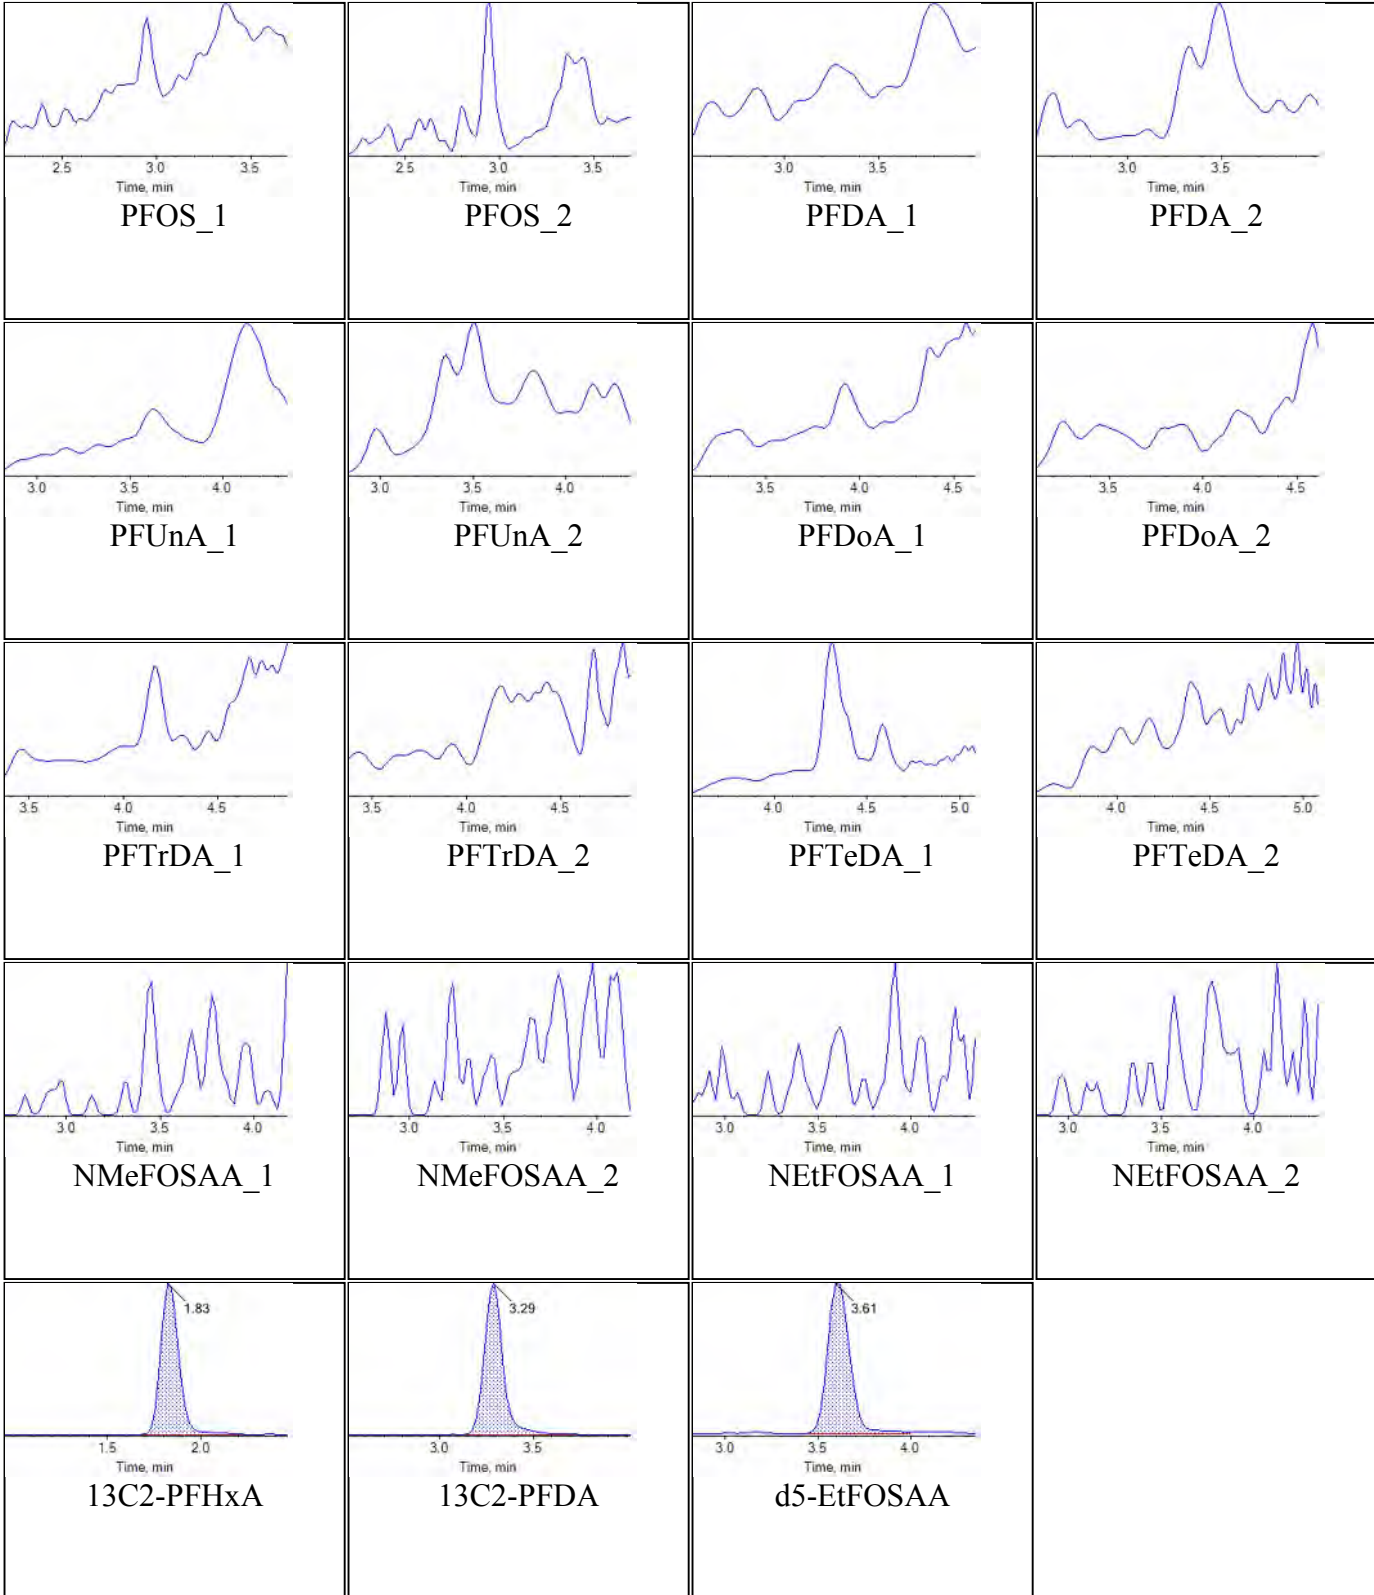 2.5 3.0 3.5
Time, min
PFOS_1
2.5 3.0 3.5
Time, min
PFOS_2
3.0 3.5
Time, min
PFDA_1
3.0 3.5
Time, min
PFDA_2
3.0 3.5 4.0
Time, min
PFUnA_1
3.0 3.5 4.0
Time, min
PFUnA_2
3.5 4.0 4.5
Time, min
PFDoA_1
3.5 4.0 4.5
Time, min
PFDoA_2
3.5 4.0 4.5
Time, min
PFTrDA_1
3.5 4.0 4.5
Time, min
PFTrDA_2
4.0 4.5 5.0
Time, min
PFTeDA_1
4.0 4.5 5.0
Time, min
PFTeDA_2
3.0 3.5 4.0
Time, min
NMeFOSAA_1
3.0 3.5 4.0
Time, min
NMeFOSAA_2
3.0 3.5 4.0
Time, min
NEtFOSAA_1
3.0 3.5 4.0
Time, min
NEtFOSAA_2
1.83
1.5 2.0
Time, min
13C2-PFHxA
3.29
3.0 3.5
Time, min
13C2-PFDA
3.61
3.0 3.5 4.0
Time, min
d5-EtFOSAA